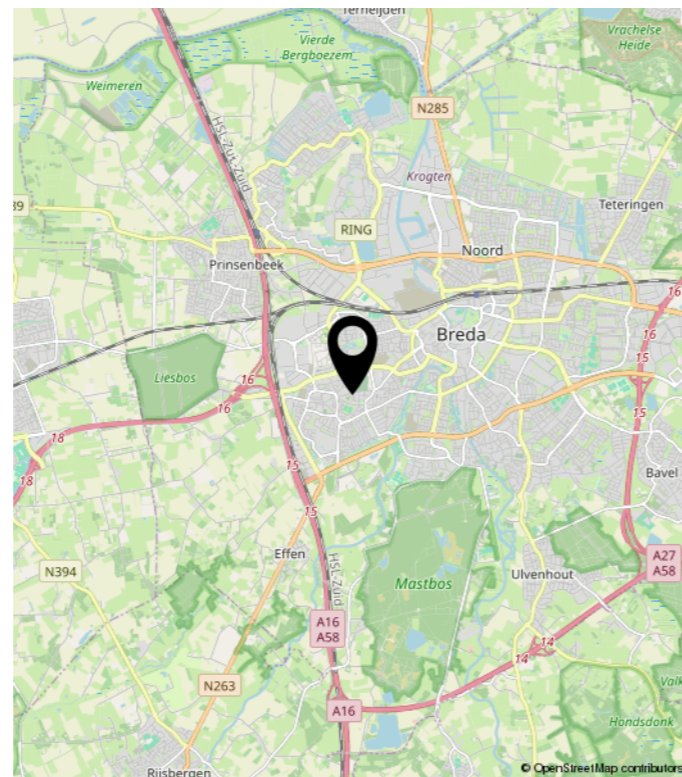 Terheijden
Vrachelse
Heide
Vierde
Bergboezem
Weimeren
N285
HSL-Zuid
Krogten
Teteringen
RING
Noord
Prinsenbeek
16
Breda
15
Liesbos
16
16
15
18
15
Bavel
18
15
Effen
A27
A58
N394
HSL-Zuid
Mastbos
Ulvenhout
A16
A58
14
14
N263
Valk
A16
Hondsdonk
Rijsbergen
© OpenStreetMap contributors